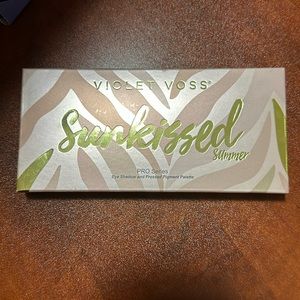 VIOLET VOSS®
Sunkissed
Summer
PRO Series
Eye Shadow and Pressed Pigment Palette